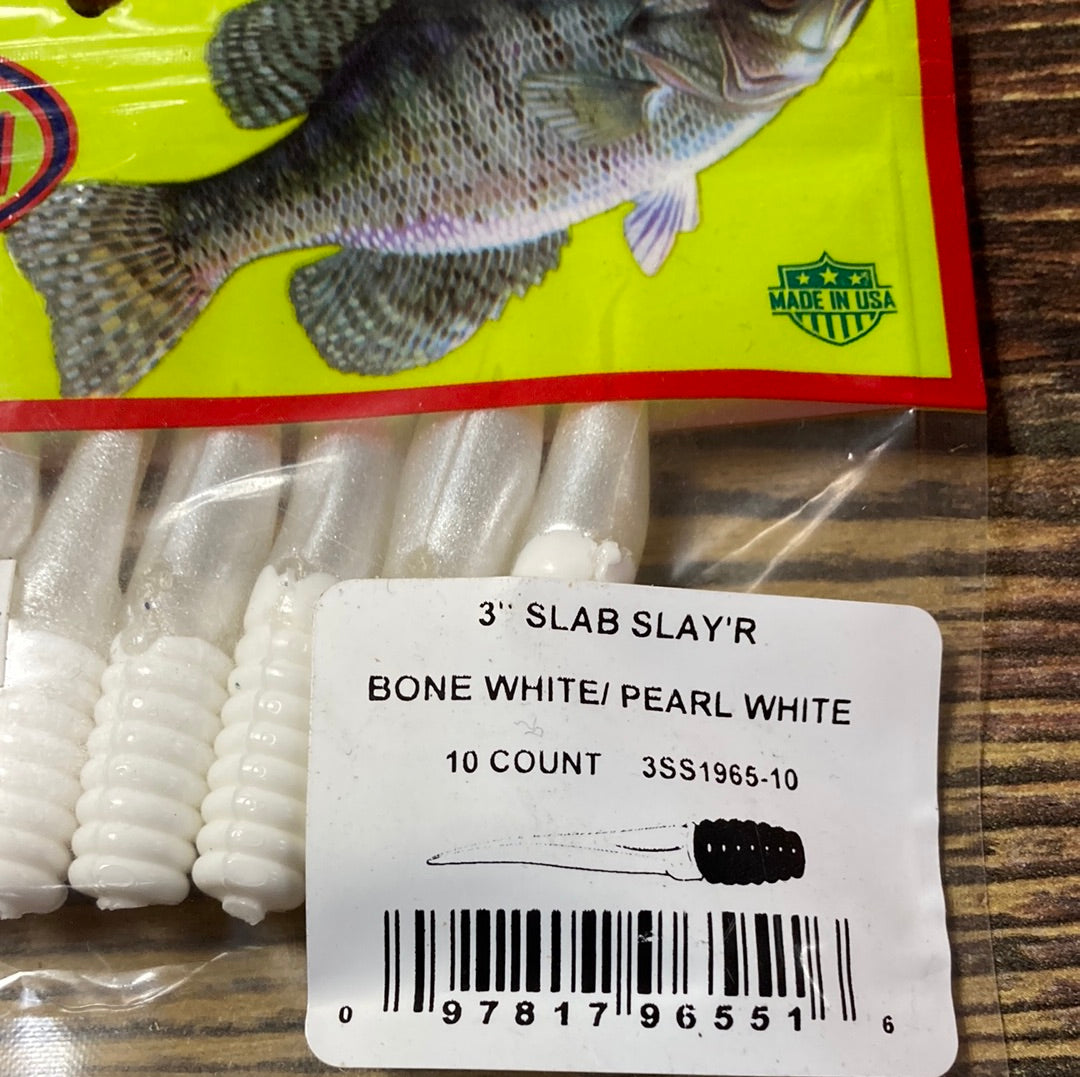 MADE IN USA
3" SLAB SLAY'R
BONE WHITE/ PEARL WHITE
10 COUNT 3SS1965-10
0 97817 96551 6